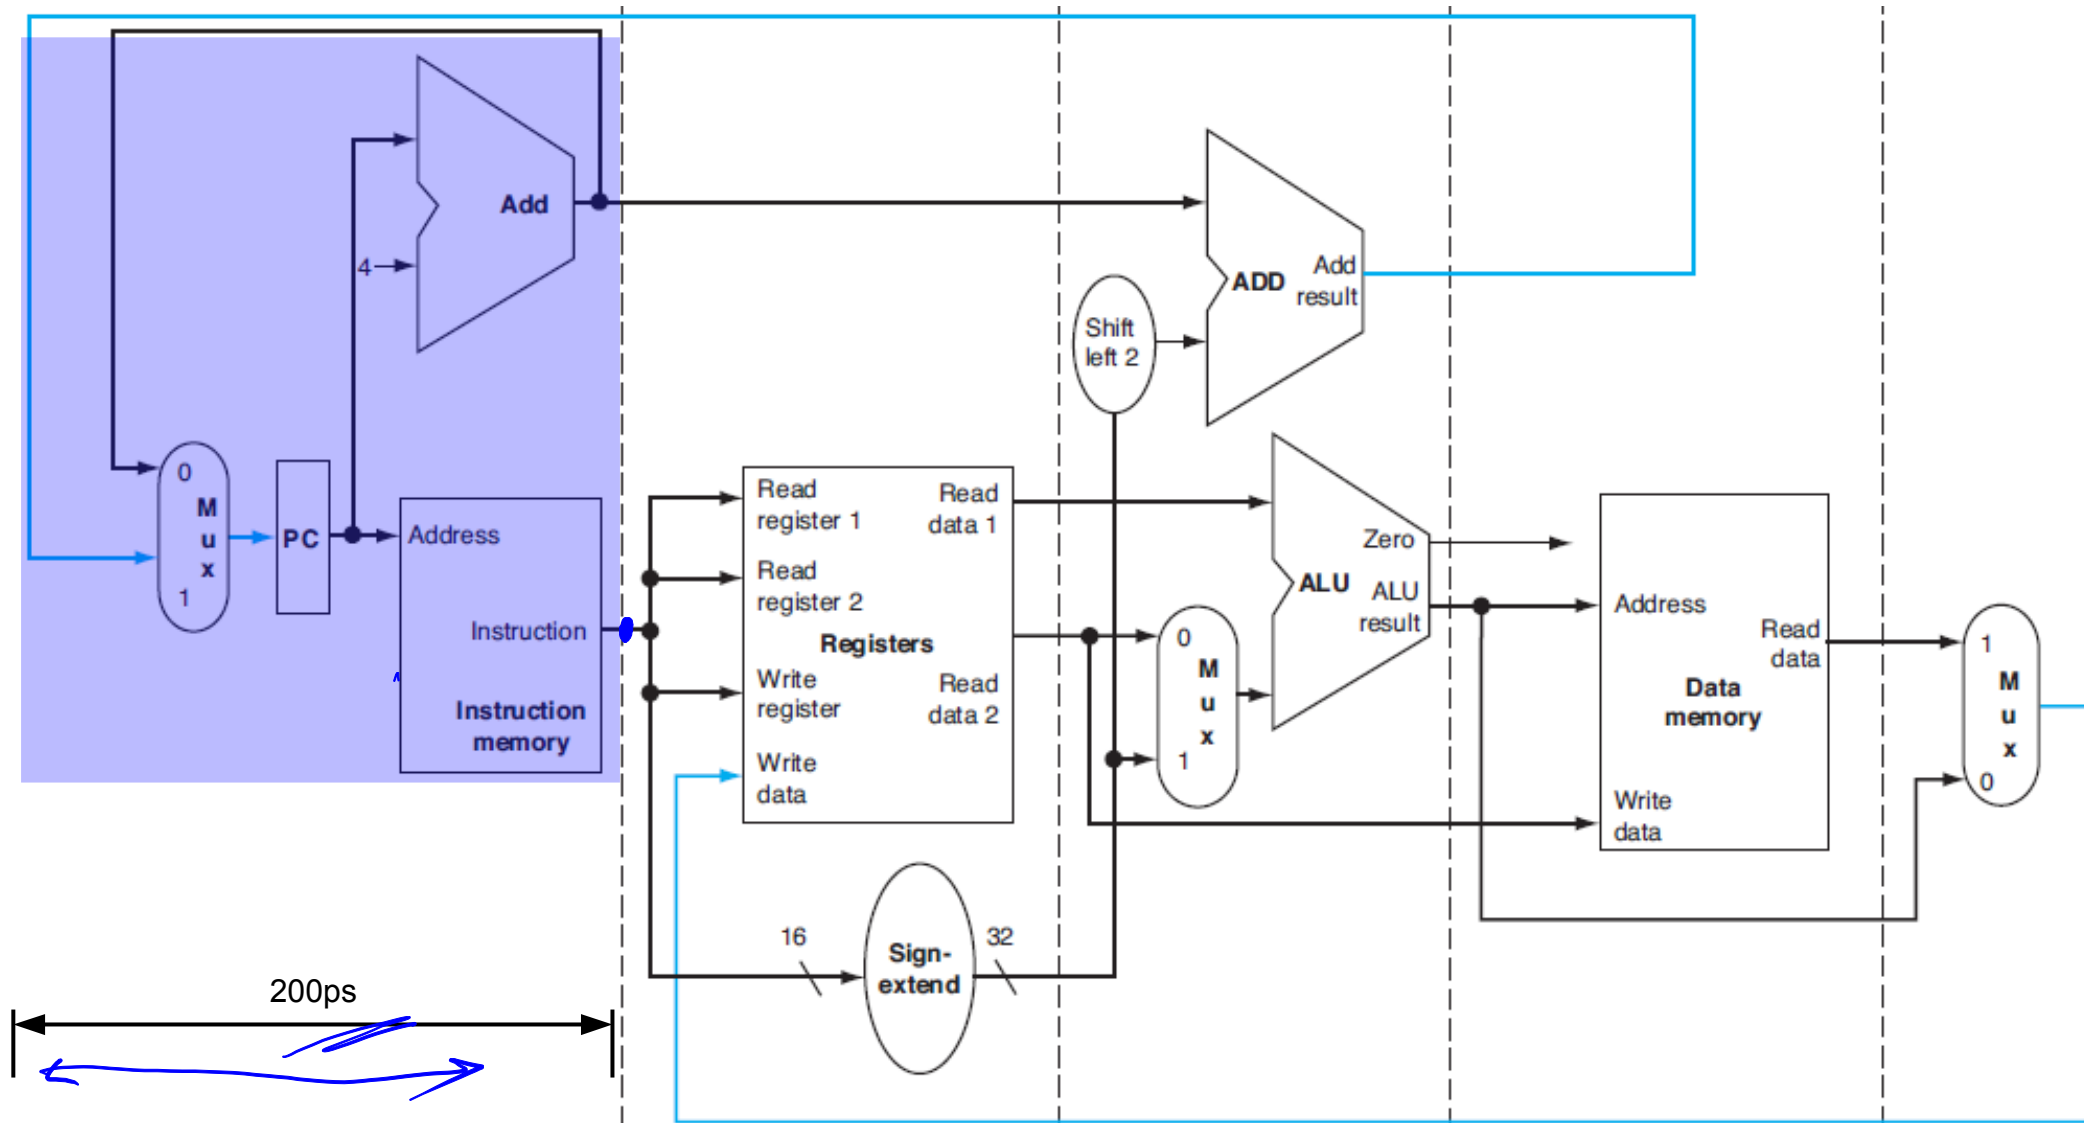 Add
4
0
M
u
x
1
PC
Address
Instruction
Instruction
memory
200ps
Read
register 1
Read
register 2
Registers
Write
register
Write
data
Read
data 1
Read
data 2
16
Sign-
extend
32
Shift
left 2
ADD
Add
result
0
M
u
x
1
ALU
Zero
ALU
result
Address
Read
data
Data
memory
Write
data
1
M
u
x
0